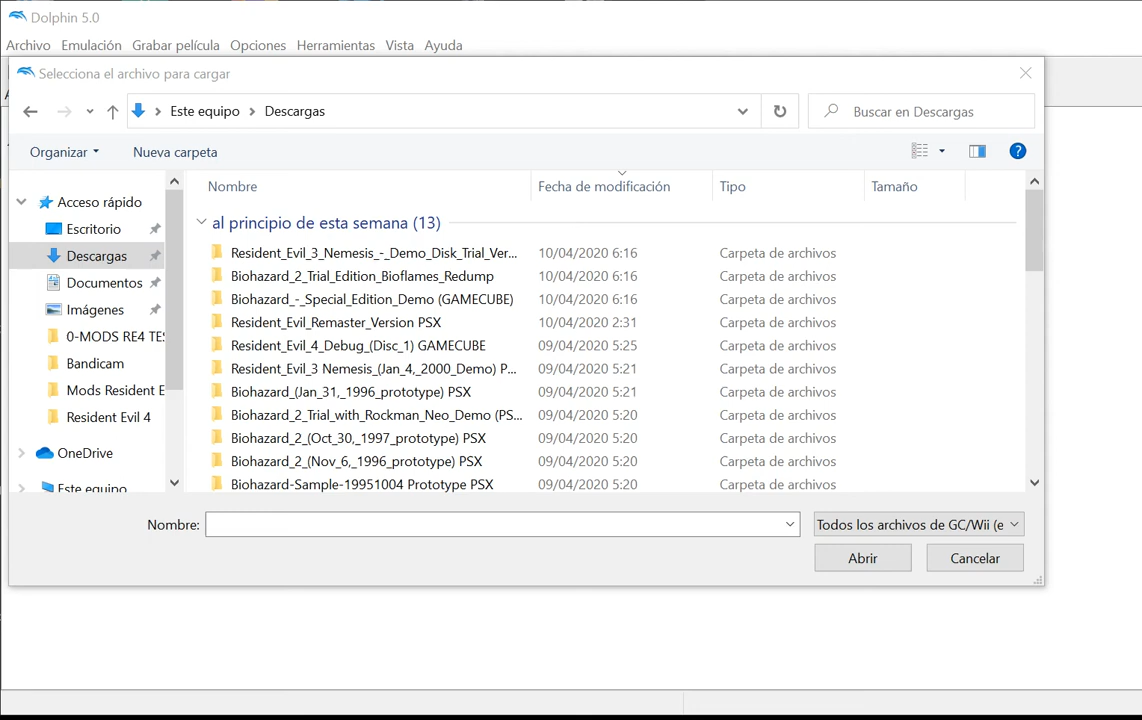 Dolphin 5.0
Archivo Emulación Grabar película Opciones Herramientas Vista Ayuda
Selecciona el archivo para cargar
Este equipo Descargas Buscar en Descargas
Organizar Nueva carpeta
Nombre Fecha de modificación Tipo Tamaño
Acceso rápido
Escritorio
Descargas
Documentos
Imágenes
0-MODS RE4 TE
Bandicam
Mods Resident E
Resident Evil 4
OneDrive
Este equipo
al principio de esta semana (13)
Resident_Evil_3_Nemesis_-_Demo_Disk_Trial_Ver... 10/04/2020 6:16 Carpeta de archivos
Biohazard_2_Trial_Edition_Bioflames_Redump 10/04/2020 6:16 Carpeta de archivos
Biohazard_-_Special_Edition_Demo (GAMECUBE) 10/04/2020 6:16 Carpeta de archivos
Resident_Evil_Remaster_Version PSX 10/04/2020 2:31 Carpeta de archivos
Resident_Evil_4_Debug_(Disc_1) GAMECUBE 09/04/2020 5:25 Carpeta de archivos
Resident_Evil_3 Nemesis_(Jan_4,_2000_Demo) P... 09/04/2020 5:21 Carpeta de archivos
Biohazard_(Jan_31,_1996_prototype) PSX 09/04/2020 5:21 Carpeta de archivos
Biohazard_2_Trial_with_Rockman_Neo_Demo (PS... 09/04/2020 5:20 Carpeta de archivos
Biohazard_2_(Oct_30,_1997_prototype) PSX 09/04/2020 5:20 Carpeta de archivos
Biohazard_2_(Nov_6,_1996_prototype) PSX 09/04/2020 5:20 Carpeta de archivos
Biohazard-Sample-19951004 Prototype PSX 09/04/2020 5:20 Carpeta de archivos
Nombre: Todos los archivos de GC/Wii (e
Abrir Cancelar